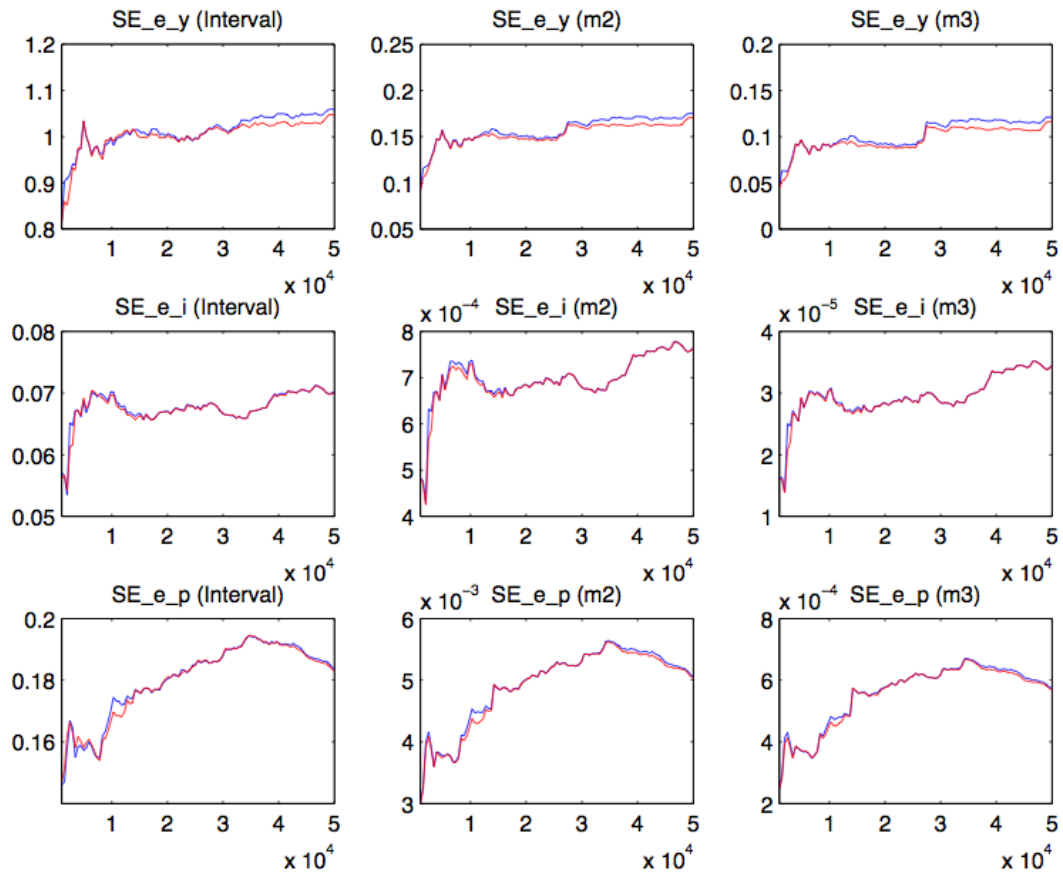 SE_e_y (Interval) SE_e_y (m2) SE_e_y (m3)
1.2 0.25 0.2
1.1 0.2 0.15
1 0.15 0.1
0.9 0.1 0.05
0.8 0.05 0
1 2 3 4 5 1 2 3 4 5 1 2 3 4 5
x 10^4 x 10^4 x 10^4
SE_e_i (Interval) x 10^−4 SE_e_i (m2) x 10^−5 SE_e_i (m3)
0.08 8 4
0.07 7 3
0.06 6 2
0.05 5 1
4
1 2 3 4 5 1 2 3 4 5 1 2 3 4 5
x 10^4 x 10^4 x 10^4
SE_e_p (Interval) x 10^−3 SE_e_p (m2) x 10^−4 SE_e_p (m3)
0.2 6 8
0.18 5 6
0.16 4 4
3 2
1 2 3 4 5 1 2 3 4 5 1 2 3 4 5
x 10^4 x 10^4 x 10^4